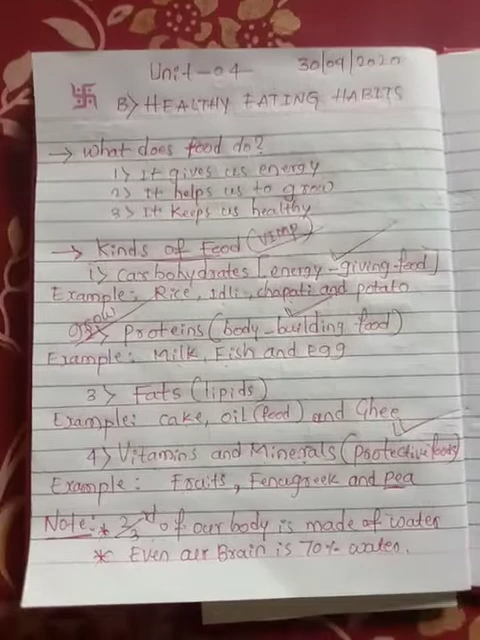 Unit-04 30/09/2020
卐 B> HEALTHY EATING HABITS
→ What does food do?
1> It gives us energy
2> It helps us to grow
3> It keeps us healthy
→ Kinds of Food (VIMP)
1> Carbohydrates [energy-giving-food]
Example: Rice, Idli, chapati and potato
grow
2> Proteins (body-building food)
Example: Milk, Fish and Egg
3> Fats (lipids)
Example: cake, oil (food) and Ghee
4> Vitamins and Minerals (protective foods)
Example: Fruits, Fenugreek and pea
Note:- * 2/3rd of our body is made of water
* Even our Brain is 70% water.